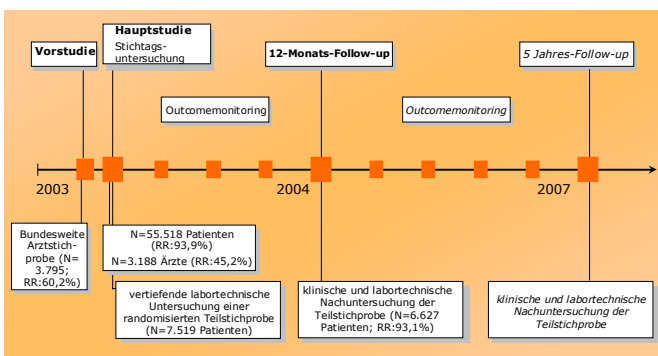 Vorstudie
Hauptstudie
Stichtags-
untersuchung
12-Monats-Follow-up
5 Jahres-Follow-up
Outcomemonitoring
Outcomemonitoring
2003
2004
2007
Bundesweite
Arztstich-
probe (N=
3.795;
RR:60,2%)
N=55.518 Patienten
(RR:93,9%)
N=3.188 Ärzte (RR:45,2%)
vertiefende labortechnische
Untersuchung einer
randomisierten Teilstichprobe
(N=7.519 Patienten)
klinische und labortechnische
Nachuntersuchung der
Teilstichprobe (N=6.627
Patienten; RR:93,1%)
klinische und labortechnische
Nachuntersuchung der
Teilstichprobe